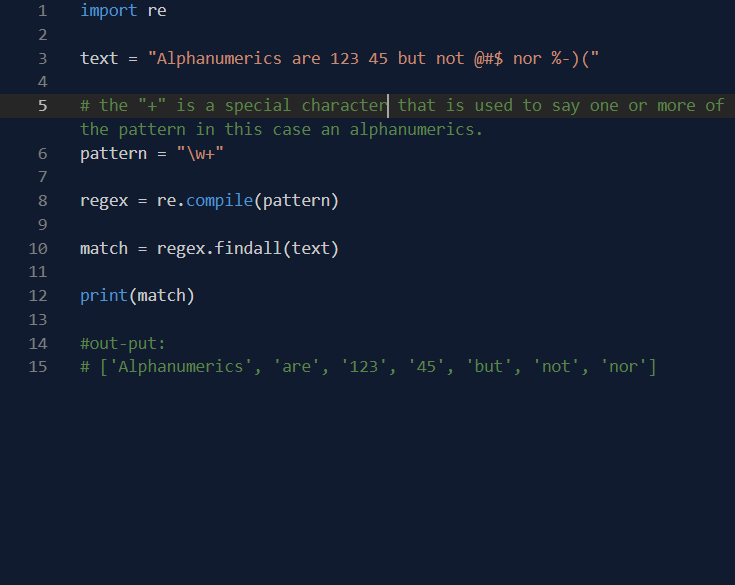 1 import re
2
3 text = "Alphanumerics are 123 45 but not @#$ nor %-)("
4
5 # the "+" is a special character that is used to say one or more of
the pattern in this case an alphanumerics.
6 pattern = "\w+"
7
8 regex = re.compile(pattern)
9
10 match = regex.findall(text)
11
12 print(match)
13
14 #out-put:
15 # ['Alphanumerics', 'are', '123', '45', 'but', 'not', 'nor']